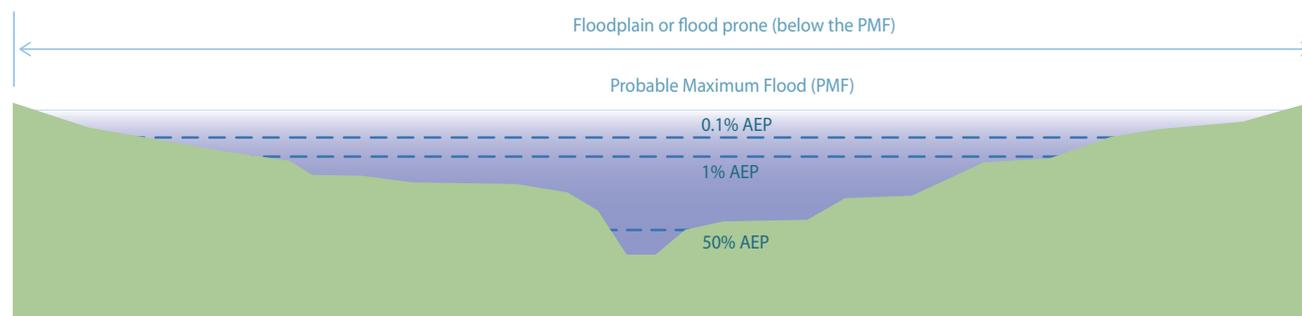 Floodplain or flood prone (below the PMF)
Probable Maximum Flood (PMF)
0.1% AEP
1% AEP
50% AEP